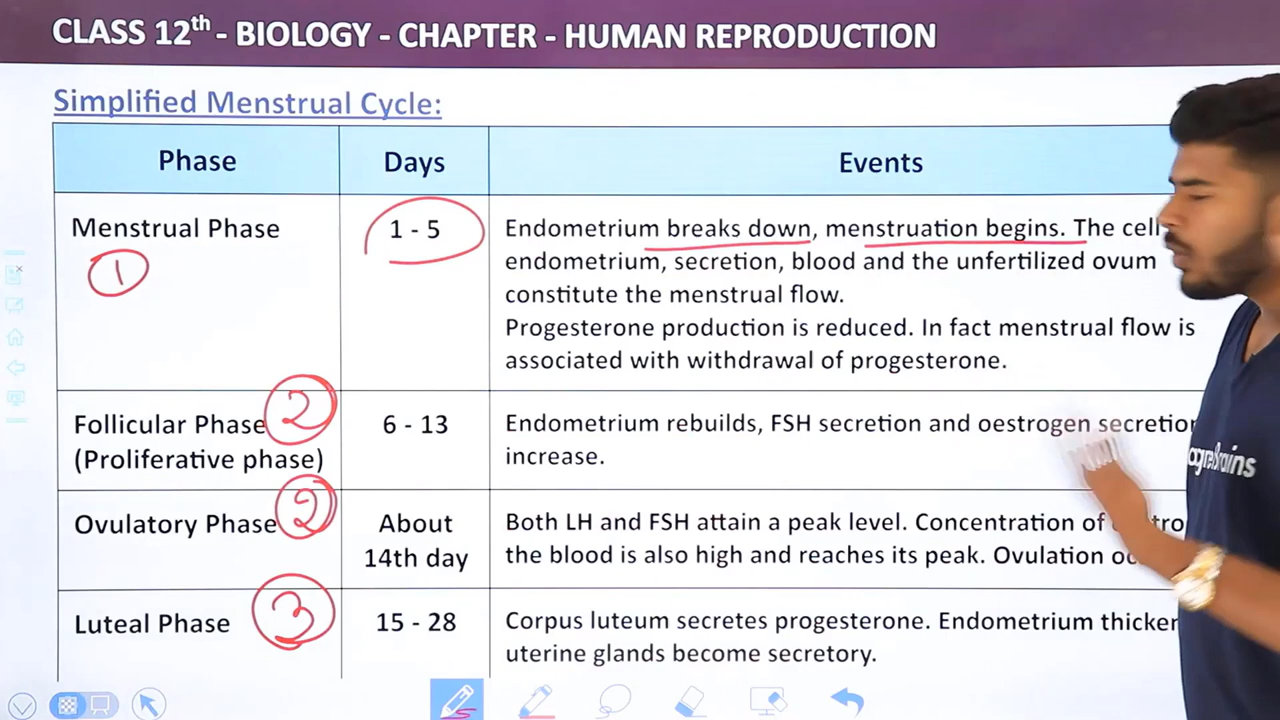 CLASS 12th - BIOLOGY - CHAPTER - HUMAN REPRODUCTION
Simplified Menstrual Cycle:
Phase Days Events
Menstrual Phase 1 - 5 Endometrium breaks down, menstruation begins. The cell
1 endometrium, secretion, blood and the unfertilized ovum
constitute the menstrual flow.
Progesterone production is reduced. In fact menstrual flow is
associated with withdrawal of progesterone.
Follicular Phase 2 6 - 13 Endometrium rebuilds, FSH secretion and oestrogen secretion
(Proliferative phase) increase.
Ovulatory Phase 2 About Both LH and FSH attain a peak level. Concentration of
14th day the blood is also high and reaches its peak. Ovulation
Luteal Phase 3 15 - 28 Corpus luteum secretes progesterone. Endometrium thicken
uterine glands become secretory.